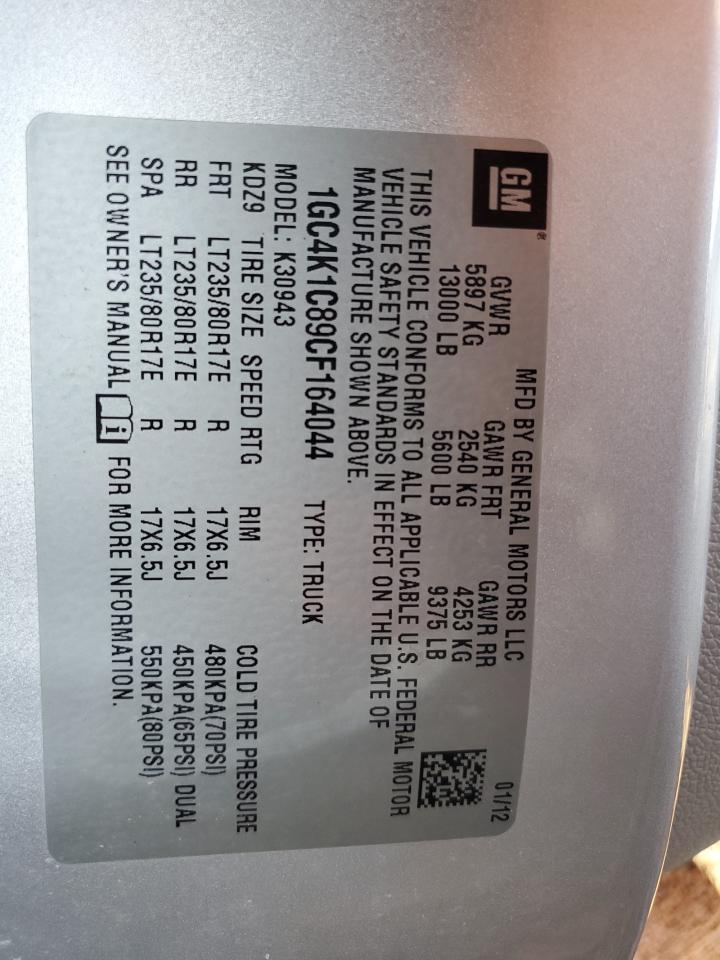 GM®
MFD BY GENERAL MOTORS LLC 01/12
GVWR GAWR FRT GAWR RR
5897 KG 2540 KG 4253 KG
13000 LB 5600 LB 9375 LB
THIS VEHICLE CONFORMS TO ALL APPLICABLE U.S. FEDERAL MOTOR
VEHICLE SAFETY STANDARDS IN EFFECT ON THE DATE OF
MANUFACTURE SHOWN ABOVE.
1GC4K1C89CF164044 TYPE: TRUCK
MODEL: K30943
KDZ9 TIRE SIZE SPEED RTG RIM COLD TIRE PRESSURE
FRT LT235/80R17E R 17X6.5J 480KPA(70PSI)
RR LT235/80R17E R 17X6.5J 450KPA(65PSI) DUAL
SPA LT235/80R17E R 17X6.5J 550KPA(80PSI)
SEE OWNER'S MANUAL i FOR MORE INFORMATION.